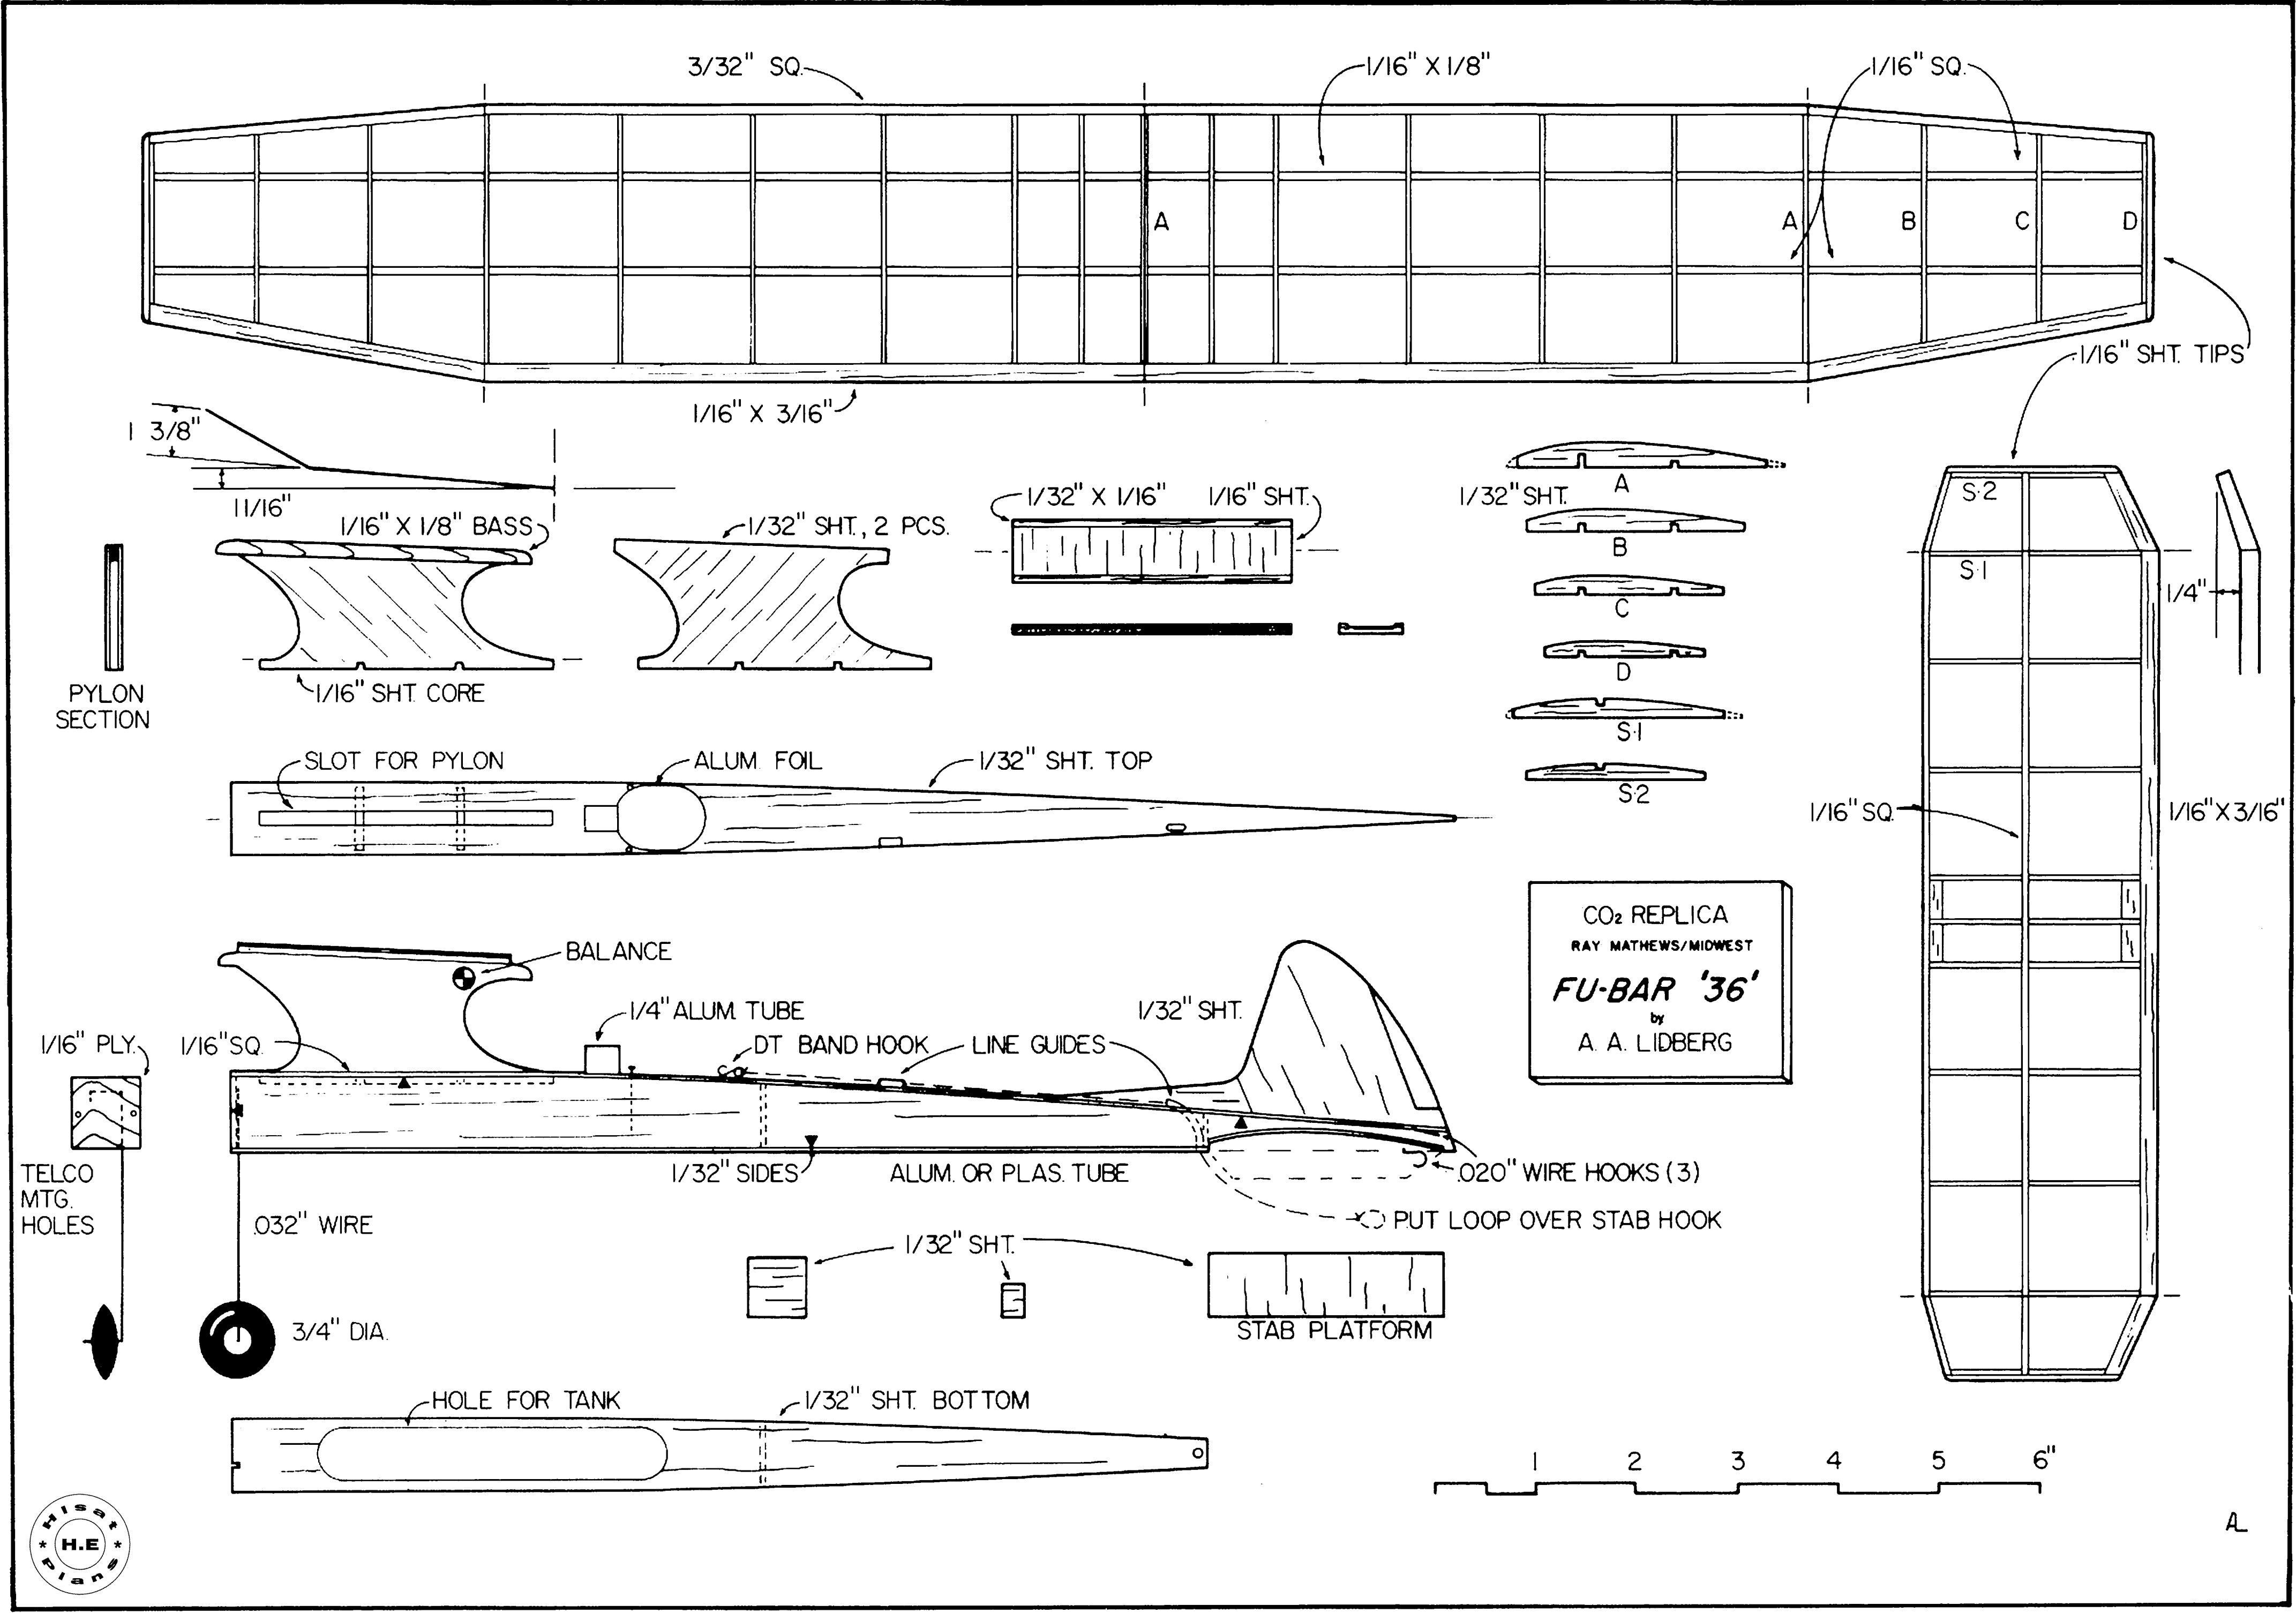 3/32" SQ.
1/16" X 1/8"
1/16" SQ.
A
A
B
C
D
1/16" SHT. TIPS
1/16" X 3/16"
1 3/8"
11/16"
1/16" X 1/8" BASS
1/32" SHT., 2 PCS.
1/32" X 1/16"
1/16" SHT.
1/32" SHT.
A
B
C
D
S·1
S·2
S·2
S·1
1/4"
PYLON
SECTION
1/16" SHT. CORE
SLOT FOR PYLON
ALUM. FOIL
1/32" SHT. TOP
1/16" SQ.
1/16" X 3/16"
CO₂ REPLICA
RAY MATHEWS/MIDWEST
FU-BAR '36'
by
A. A. LIDBERG
BALANCE
1/4" ALUM. TUBE
1/32" SHT.
1/16" PLY.
1/16" SQ.
DT BAND HOOK
LINE GUIDES
TELCO
MTG.
HOLES
1/32" SIDES
ALUM. OR PLAS. TUBE
.020" WIRE HOOKS (3)
.032" WIRE
PUT LOOP OVER STAB HOOK
1/32" SHT.
3/4" DIA.
STAB PLATFORM
HOLE FOR TANK
1/32" SHT. BOTTOM
1 2 3 4 5 6"
Hisat
* H.E *
Plans
AL